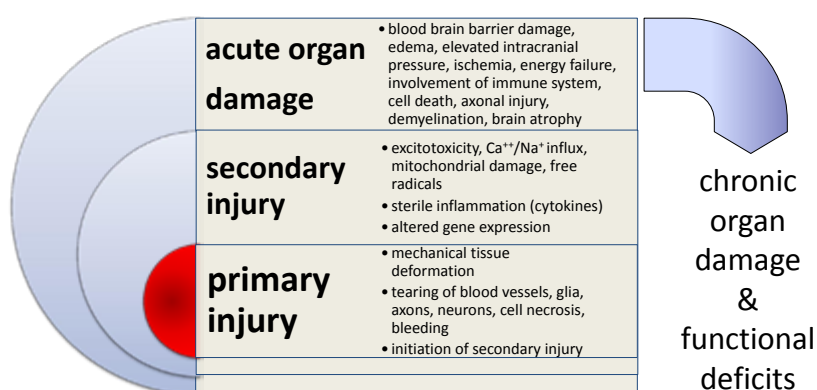 acute organ
damage
• blood brain barrier damage,
edema, elevated intracranial
pressure, ischemia, energy failure,
involvement of immune system,
cell death, axonal injury,
demyelination, brain atrophy
secondary
injury
• excitotoxicity, Ca⁺⁺/Na⁺ influx,
mitochondrial damage, free
radicals
• sterile inflammation (cytokines)
• altered gene expression
primary
injury
• mechanical tissue
deformation
• tearing of blood vessels, glia,
axons, neurons, cell necrosis,
bleeding
• initiation of secondary injury
chronic
organ
damage
&
functional
deficits